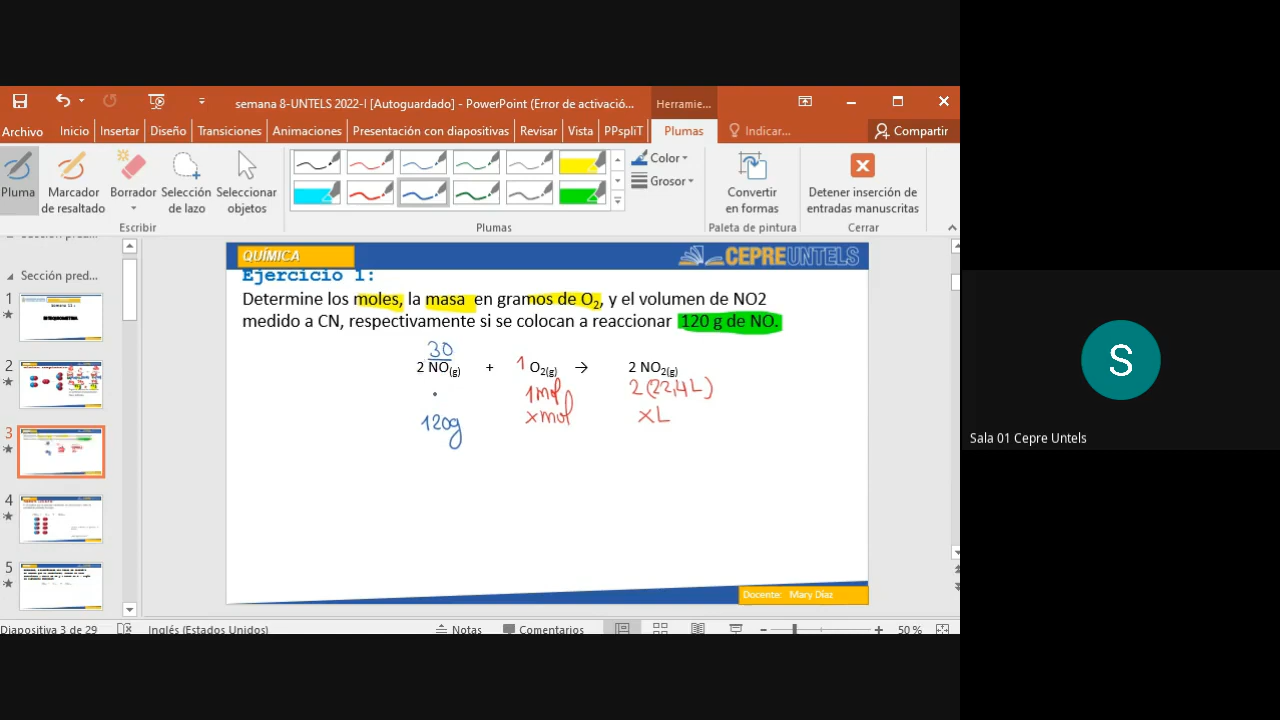 semana 8-UNTELS 2022-I [Autoguardado] - PowerPoint (Error de activació...
Herramie...
Archivo Inicio Insertar Diseño Transiciones Animaciones Presentación con diapositivas Revisar Vista PPspliT Plumas Indicar... Compartir
Pluma
Marcador de resaltado
Borrador
Selección de lazo
Seleccionar objetos
Color
Grosor
Convertir en formas
Detener inserción de entradas manuscritas
Escribir
Plumas
Paleta de pintura
Cerrar
Sección pred...
1
2
3
4
5
QUÍMICA
CEPREUNTELS
Ejercicio 1:
Determine los moles, la masa en gramos de O2, y el volumen de NO2
medido a CN, respectivamente si se colocan a reaccionar 120 g de NO.
30
2 NO(g) + 1 O2(g) → 2 NO2(g)
1mol 2(22,4L)
120g xmol xL
Docente: Mary Díaz
Diapositiva 3 de 29 Inglés (Estados Unidos) Notas Comentarios 50 %
S
Sala 01 Cepre Untels